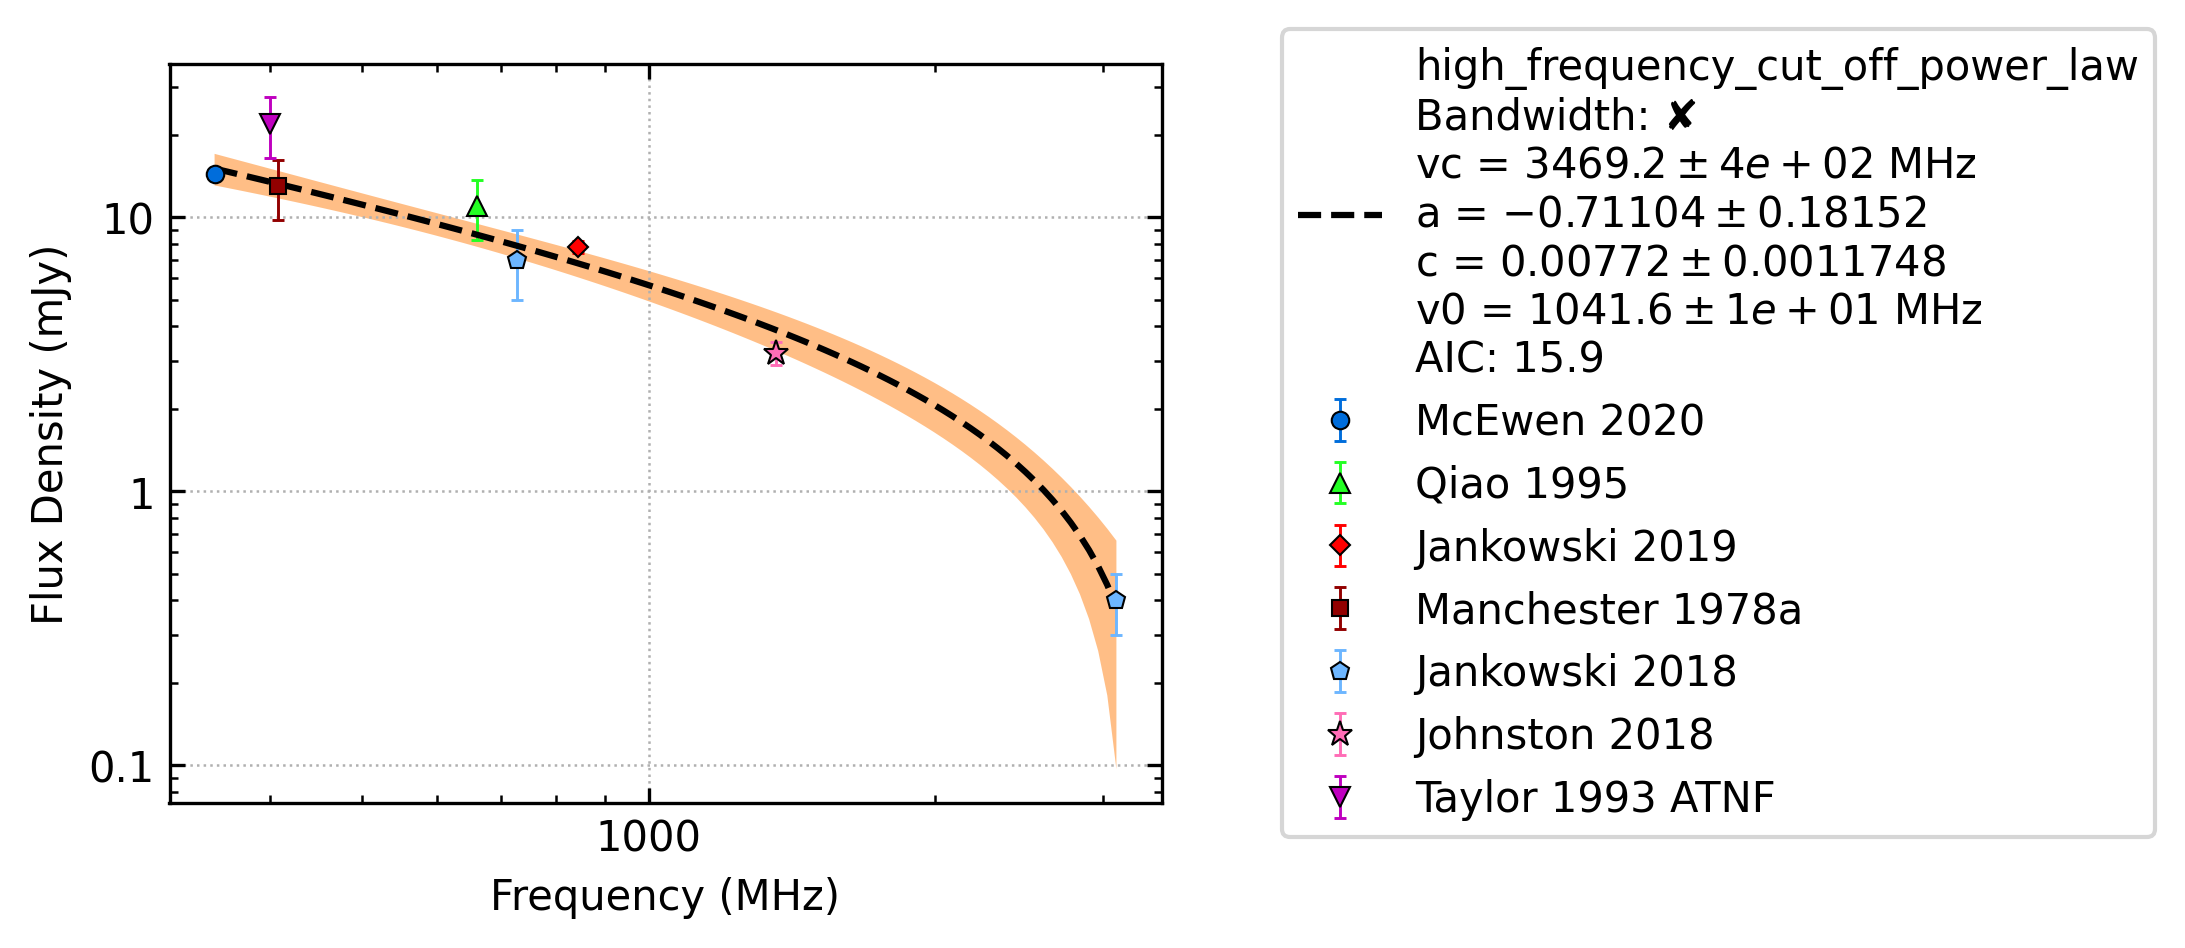 10
1
0.1
1000
Flux Density (mJy)
Frequency (MHz)
high_frequency_cut_off_power_law
Bandwidth: ✘
vc = 3469.2 ± 4e + 02 MHz
a = −0.71104 ± 0.18152
c = 0.00772 ± 0.0011748
v0 = 1041.6 ± 1e + 01 MHz
AIC: 15.9
McEwen 2020
Qiao 1995
Jankowski 2019
Manchester 1978a
Jankowski 2018
Johnston 2018
Taylor 1993 ATNF